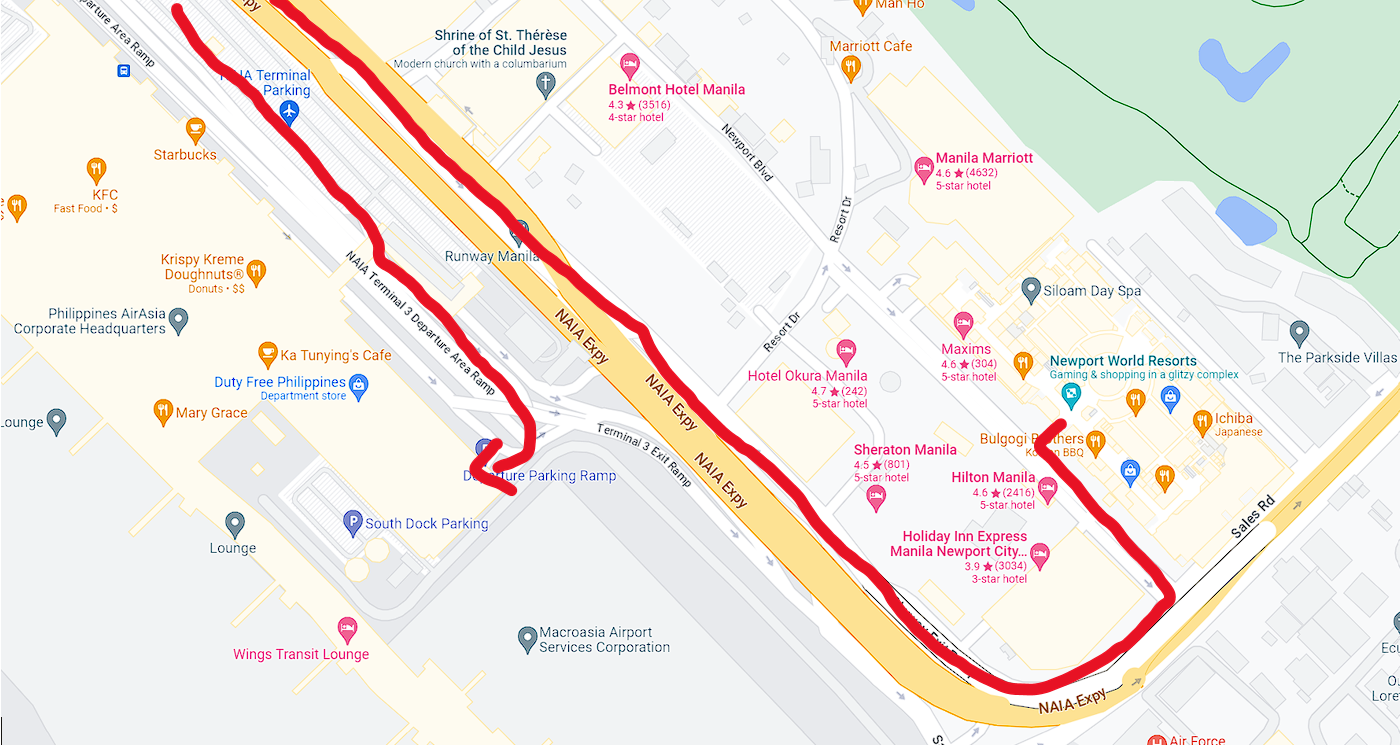 parture Area Ramp
Expy
Man Ho
Marriott Cafe
Shrine of St. Thérèse
of the Child Jesus
Modern church with a columbarium
Belmont Hotel Manila
4.3 ★ (3516)
4-star hotel
Terminal
Parking
Starbucks
Newport Blvd
Manila Marriott
4.6 ★ (4632)
5-star hotel
KFC
Fast Food • $
Resort Dr
Runway Manila
Krispy Kreme
Doughnuts®
Donuts • $$
NAIA Terminal 3 Departure Area Ramp
Siloam Day Spa
Philippines AirAsia
Corporate Headquarters
NAIA Expy
Resort Dr
Maxims
4.6 ★ (304)
5-star hotel
The Parkside Villas
Ka Tunying's Cafe
Newport World Resorts
Gaming & shopping in a glitzy complex
Duty Free Philippines
Department store
Hotel Okura Manila
4.7 ★ (242)
5-star hotel
NAIA Expy
Mary Grace
Lounge
Ichiba
Japanese
Terminal 3 Exit Ramp
Bulgogi Brothers
Korean BBQ
Sheraton Manila
4.5 ★ (801)
5-star hotel
NAIA Expy
Departure Parking Ramp
Hilton Manila
4.6 ★ (2416)
5-star hotel
P South Dock Parking
Sales Rd
Lounge
Holiday Inn Express
Manila Newport City...
3.9 ★ (3034)
3-star hotel
Macroasia Airport
Services Corporation
Wings Transit Lounge
NAIA Expy
Air Force